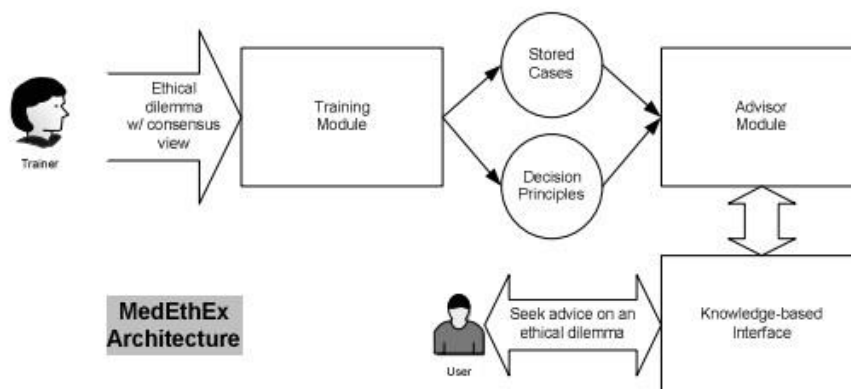 Trainer
Ethical
dilemma
w/ consensus
view
Training
Module
Stored
Cases
Decision
Principles
Advisor
Module
MedEthEx
Architecture
User
Seek advice on an
ethical dilemma
Knowledge-based
Interface